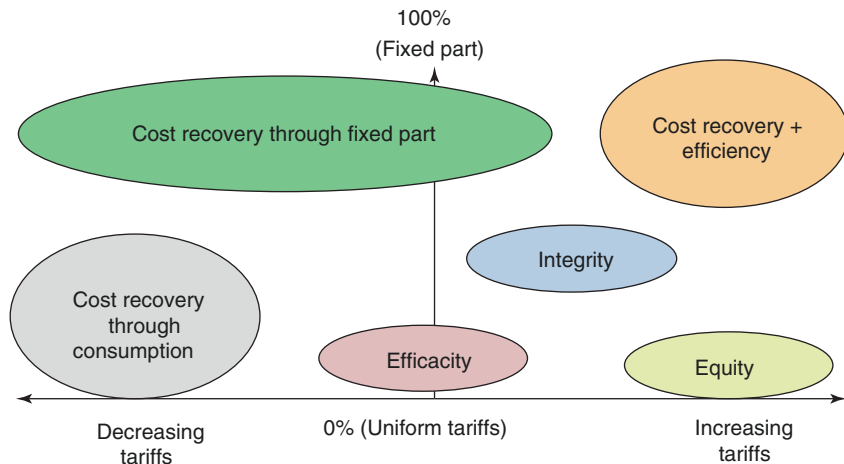 100%
(Fixed part)
Cost recovery through fixed part
Cost recovery +
efficiency
Integrity
Cost recovery
through
consumption
Efficacity
Equity
Decreasing
tariffs
0% (Uniform tariffs)
Increasing
tariffs